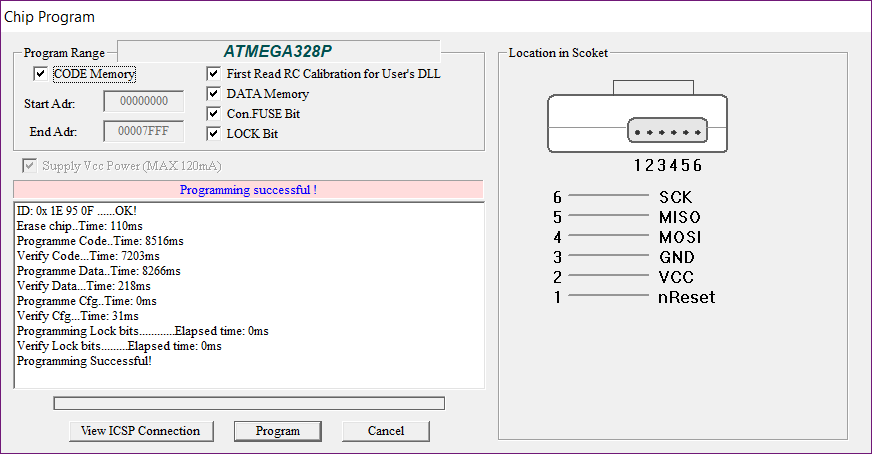 Chip Program
Program Range
ATMEGA328P
CODE Memory
Start Adr: 00000000
End Adr: 00007FFF
First Read RC Calibration for User's DLL
DATA Memory
Con.FUSE Bit
LOCK Bit
Supply Vcc Power (MAX 120mA)
Programming successful !
ID: 0x 1E 95 0F ......OK!
Erase chip..Time: 110ms
Programme Code..Time: 8516ms
Verify Code...Time: 7203ms
Programme Data..Time: 8266ms
Verify Data...Time: 218ms
Programme Cfg..Time: 0ms
Verify Cfg...Time: 31ms
Programming Lock bits............Elapsed time: 0ms
Verify Lock bits.........Elapsed time: 0ms
Programming Successful!
View ICSP Connection
Program
Cancel
Location in Scoket
123456
6 SCK
5 MISO
4 MOSI
3 GND
2 VCC
1 nReset